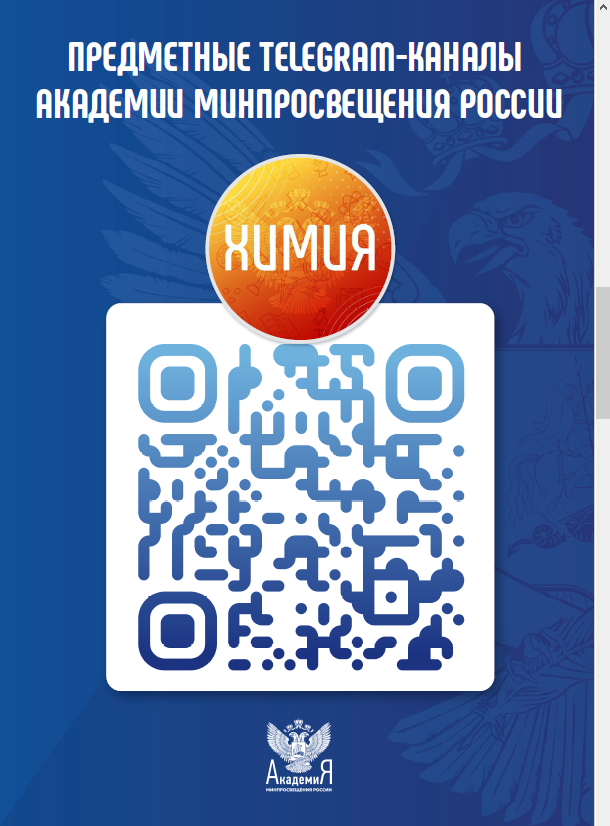 ПРЕДМЕТНЫЕ TELEGRAM-КАНАЛЫ
АКАДЕМИИ МИНПРОСВЕЩЕНИЯ РОССИИ
ХИМИЯ
АкадемиЯ
МИНПРОСВЕЩЕНИЯ РОССИИ